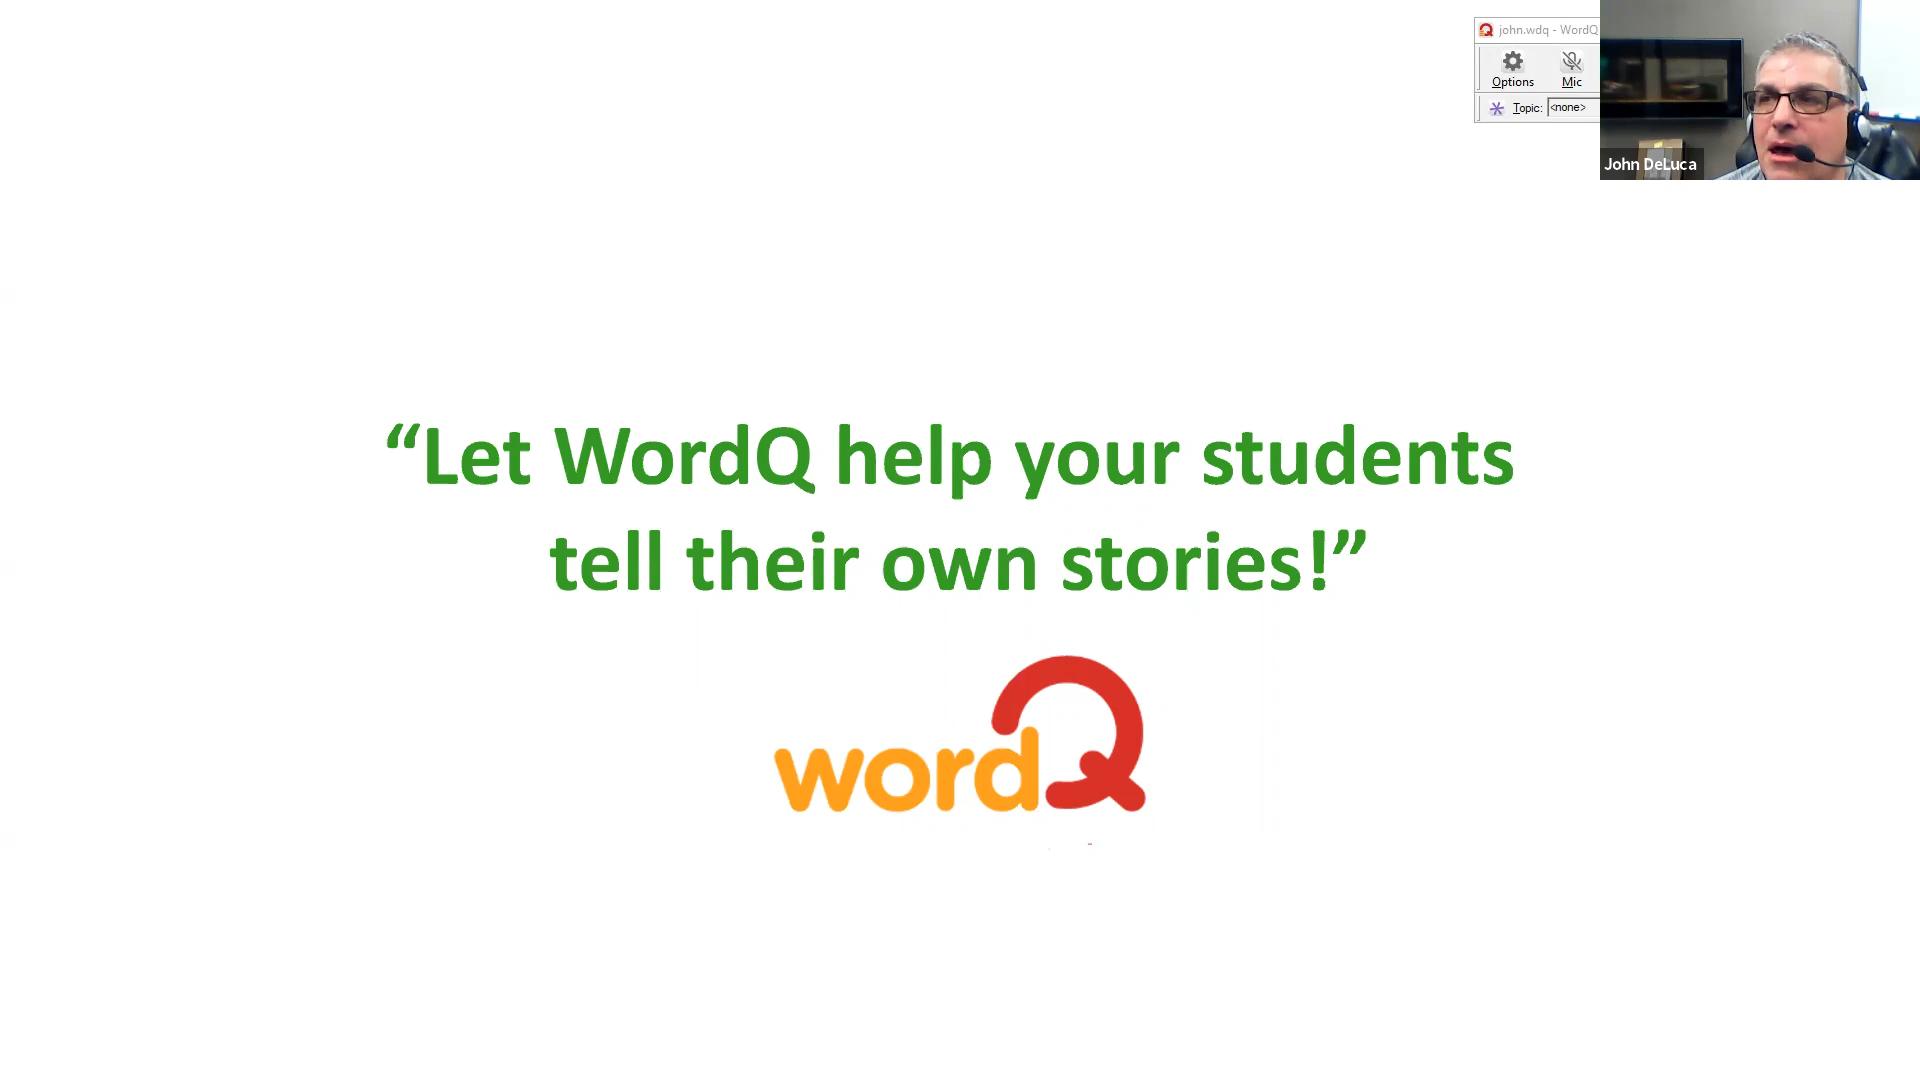 john.wdq - WordQ
Options Mic
Topic: <none>
John DeLuca
“Let WordQ help your students
tell their own stories!”
wordQ